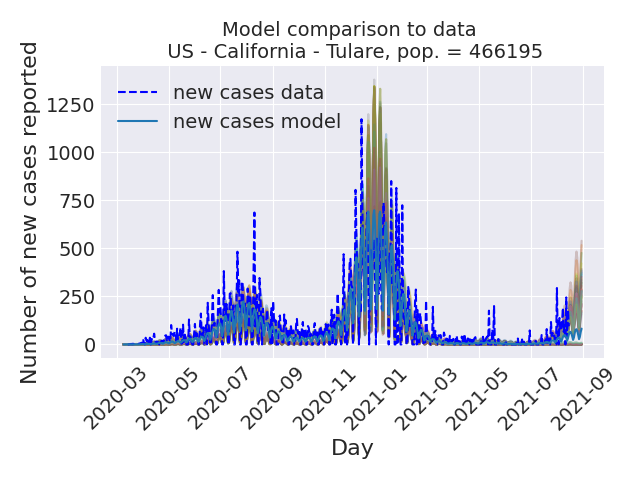 Model comparison to data
US - California - Tulare, pop. = 466195
Number of new cases reported
1250
1000
750
500
250
0
new cases data
new cases model
2020-03
2020-05
2020-07
2020-09
2020-11
2021-01
2021-03
2021-05
2021-07
2021-09
Day